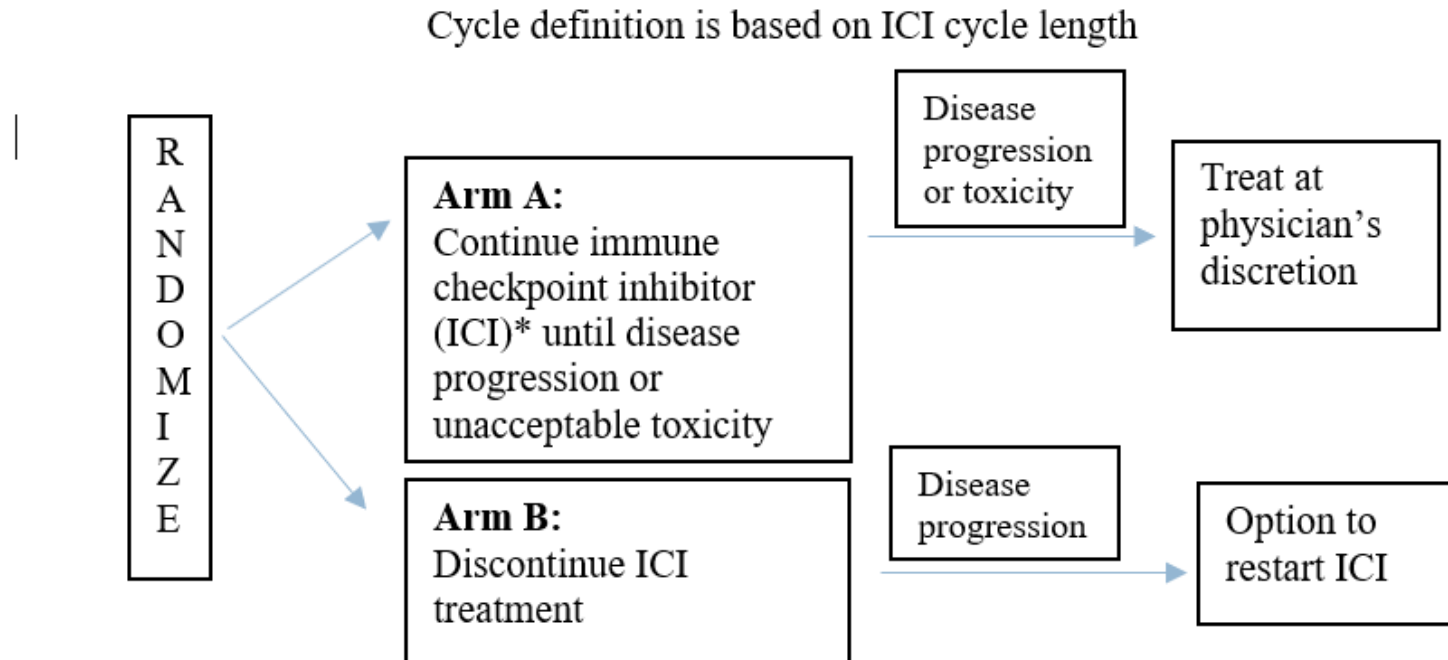 Cycle definition is based on ICI cycle length
R
A
N
D
O
M
I
Z
E
Arm A:
Continue immune
checkpoint inhibitor
(ICI)* until disease
progression or
unacceptable toxicity
Disease
progression
or toxicity
Treat at
physician’s
discretion
Arm B:
Discontinue ICI
treatment
Disease
progression
Option to
restart ICI